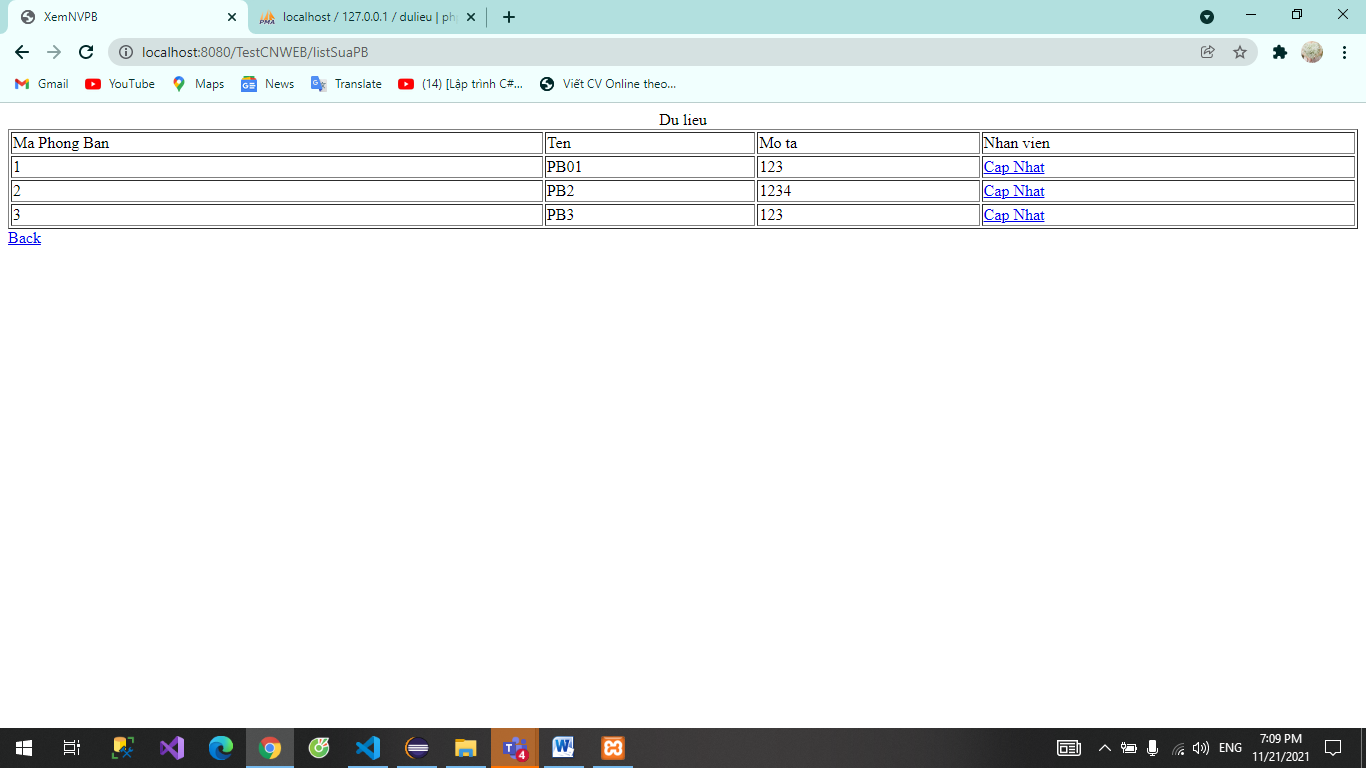 XemNVPB
localhost / 127.0.0.1 / dulieu | ph
localhost:8080/TestCNWEB/listSuaPB
Gmail YouTube Maps News Translate (14) [Lập trình C#... Viết CV Online theo...
Du lieu
Ma Phong Ban Ten Mo ta Nhan vien
1 PB01 123 Cap Nhat
2 PB2 1234 Cap Nhat
3 PB3 123 Cap Nhat
Back
4
ENG
7:09 PM
11/21/2021